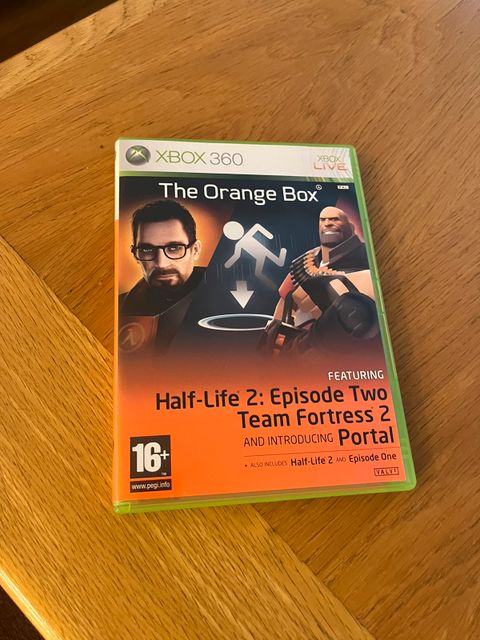 XBOX 360
XBOX
LIVE
PAL
The Orange Box
FEATURING
Half-Life 2: Episode Two
Team Fortress 2
AND INTRODUCING Portal
• ALSO INCLUDES Half-Life 2 AND Episode One
16+
www.pegi.info
VALVE